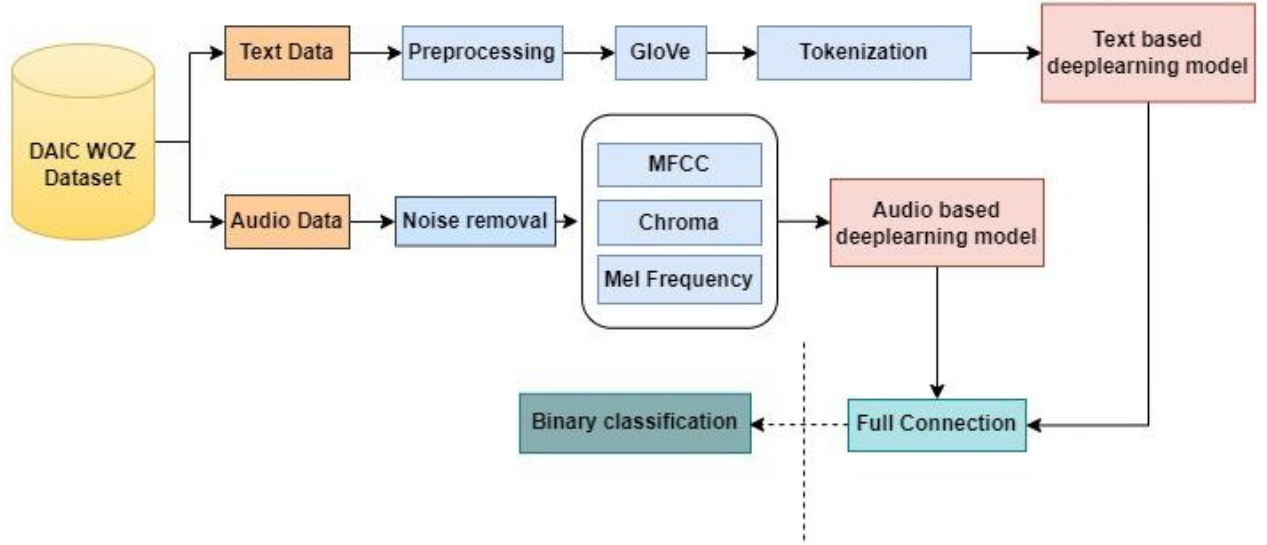 DAIC WOZ
Dataset
Text Data
Preprocessing
GloVe
Tokenization
Text based
deeplearning model
Audio Data
Noise removal
MFCC
Chroma
Mel Frequency
Audio based
deeplearning model
Binary classification
Full Connection